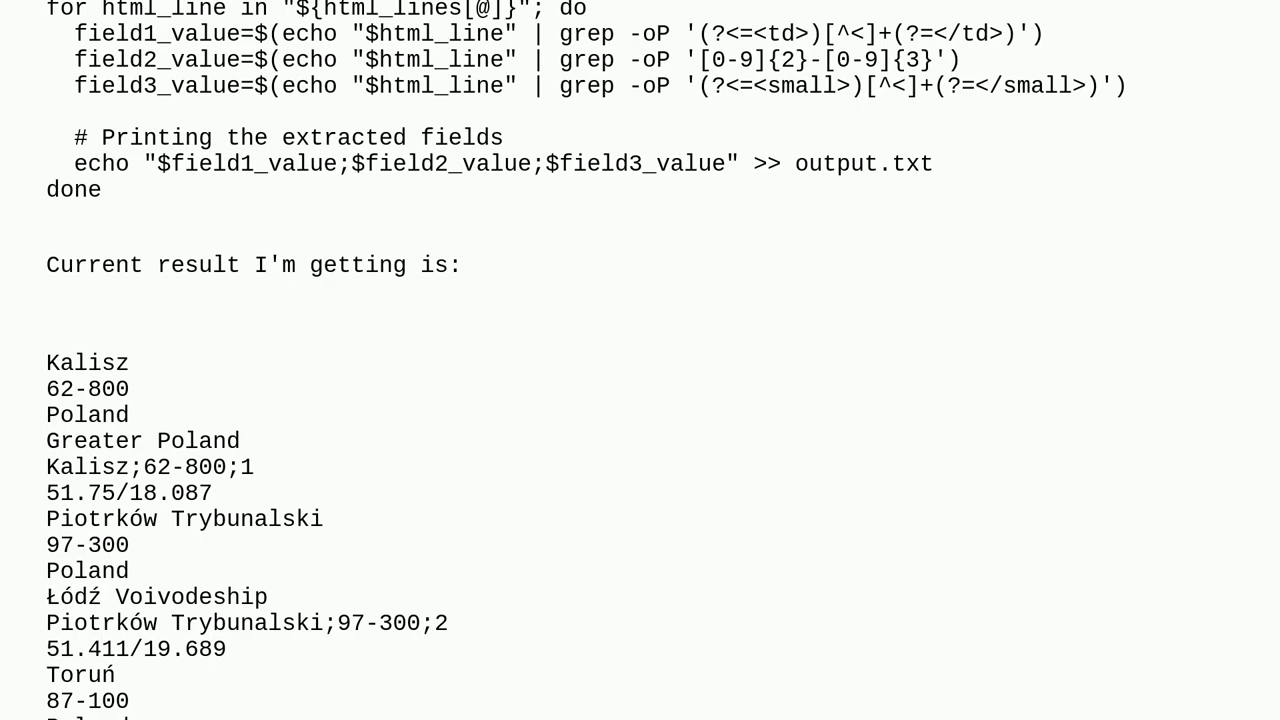 for html_line in "${html_lines[@]}"; do
  field1_value=$(echo "$html_line" | grep -oP '(?<=<td>)[^<]+(?=</td>)')
  field2_value=$(echo "$html_line" | grep -oP '[0-9]{2}-[0-9]{3}')
  field3_value=$(echo "$html_line" | grep -oP '(?<=<small>)[^<]+(?=</small>)')
  # Printing the extracted fields
  echo "$field1_value;$field2_value;$field3_value" >> output.txt
done
Current result I'm getting is:
Kalisz
62-800
Poland
Greater Poland
Kalisz;62-800;1
51.75/18.087
Piotrków Trybunalski
97-300
Poland
Łódź Voivodeship
Piotrków Trybunalski;97-300;2
51.411/19.689
Toruń
87-100